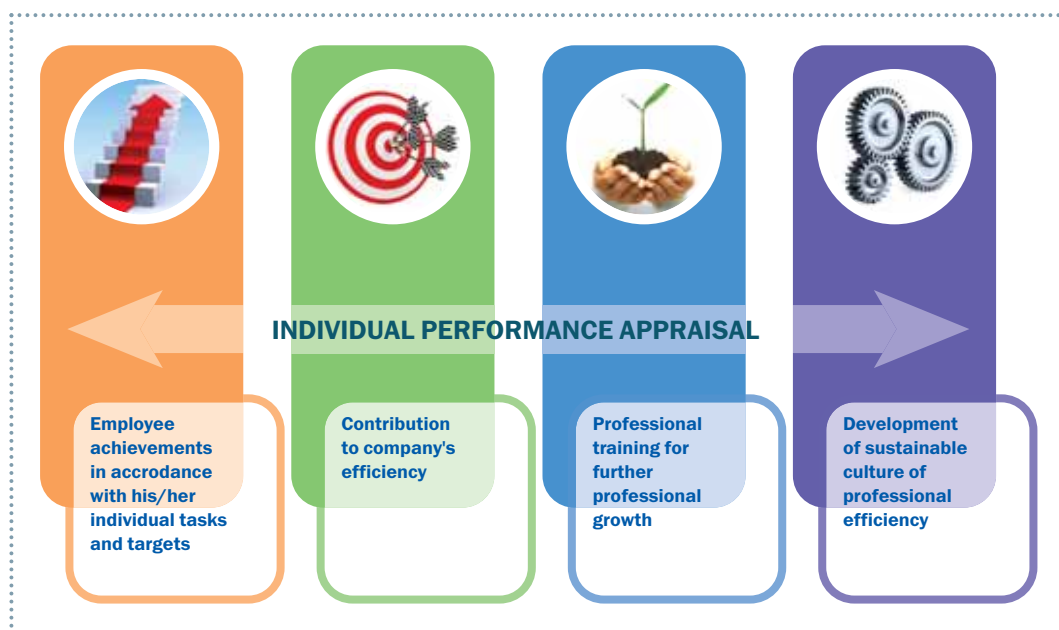 INDIVIDUAL PERFORMANCE APPRAISAL
Employee
achievements
in accrodance
with his/her
individual tasks
and targets
Contribution
to company's
efficiency
Professional
training for
further
professional
growth
Development
of sustainable
culture of
professional
efficiency